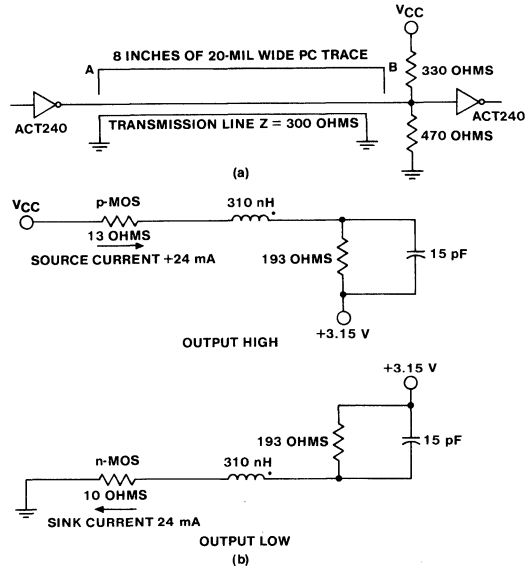 VCC
8 INCHES OF 20-MIL WIDE PC TRACE
A
B
330 OHMS
ACT240
ACT240
TRANSMISSION LINE Z = 300 OHMS
470 OHMS
(a)
VCC
p-MOS
310 nH
13 OHMS
SOURCE CURRENT +24 mA
193 OHMS
15 pF
+3.15 V
OUTPUT HIGH
+3.15 V
193 OHMS
15 pF
n-MOS
310 nH
10 OHMS
SINK CURRENT 24 mA
OUTPUT LOW
(b)